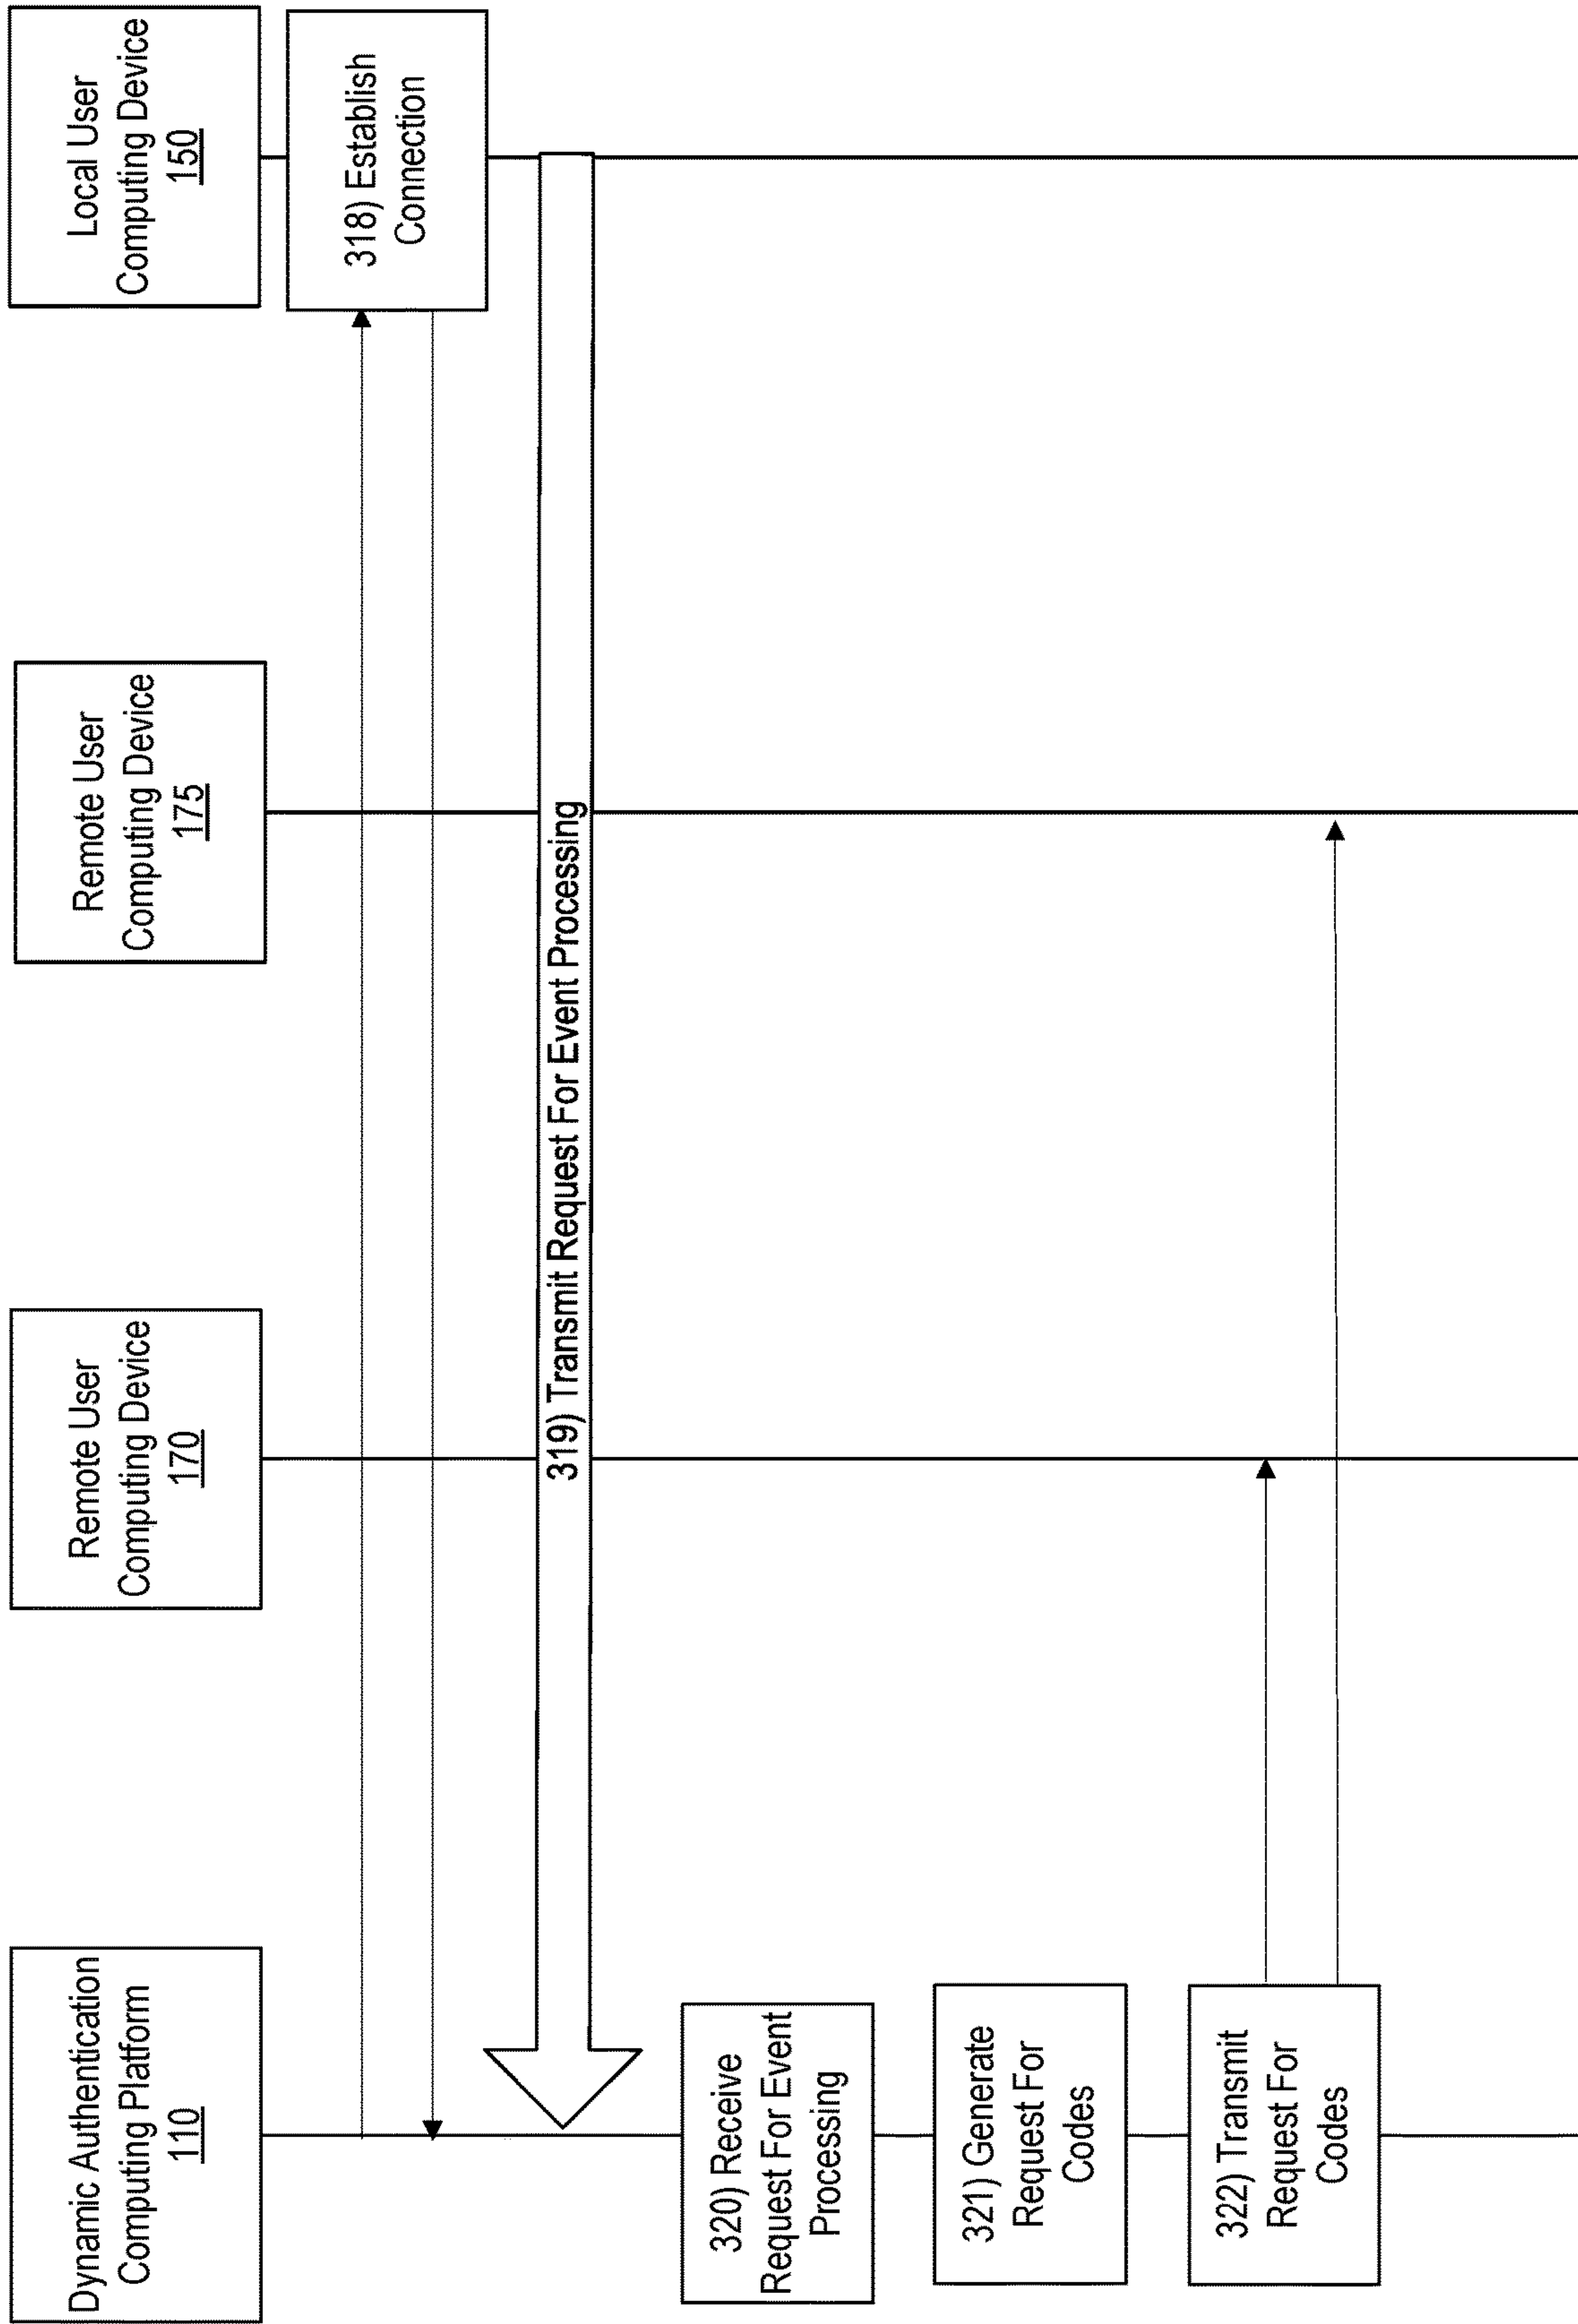 Dynamic Authentication
Computing Platform
110
Remote User
Computing Device
170
Remote User
Computing Device
175
Local User
Computing Device
150
318) Establish
Connection
319) Transmit Request For Event Processing
320) Receive
Request For Event
Processing
321) Generate
Request For
Codes
322) Transmit
Request For
Codes